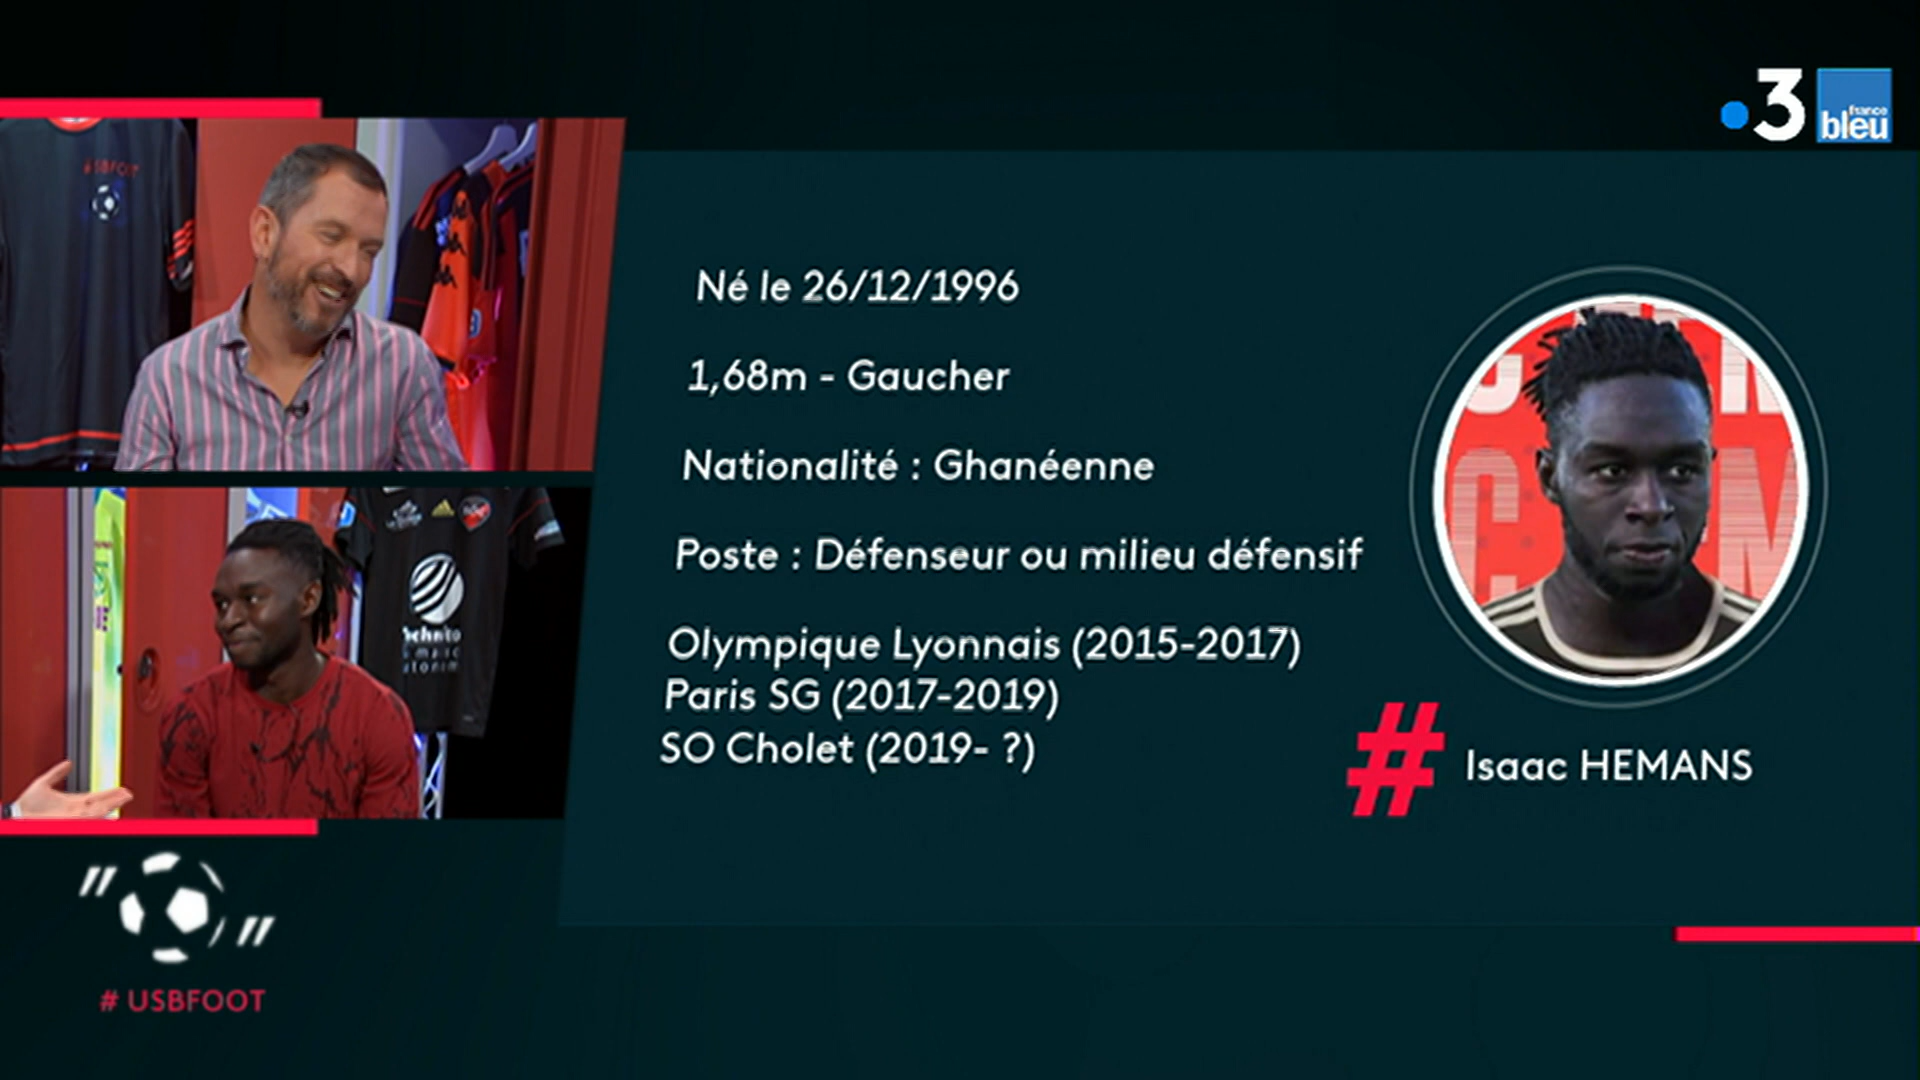 3
france
bleu
#USBFOOT
Né le 26/12/1996
1,68m - Gaucher
Nationalité : Ghanéenne
Poste : Défenseur ou milieu défensif
Olympique Lyonnais (2015-2017)
Paris SG (2017-2019)
SO Cholet (2019- ?)
# Isaac HEMANS
# USBFOOT